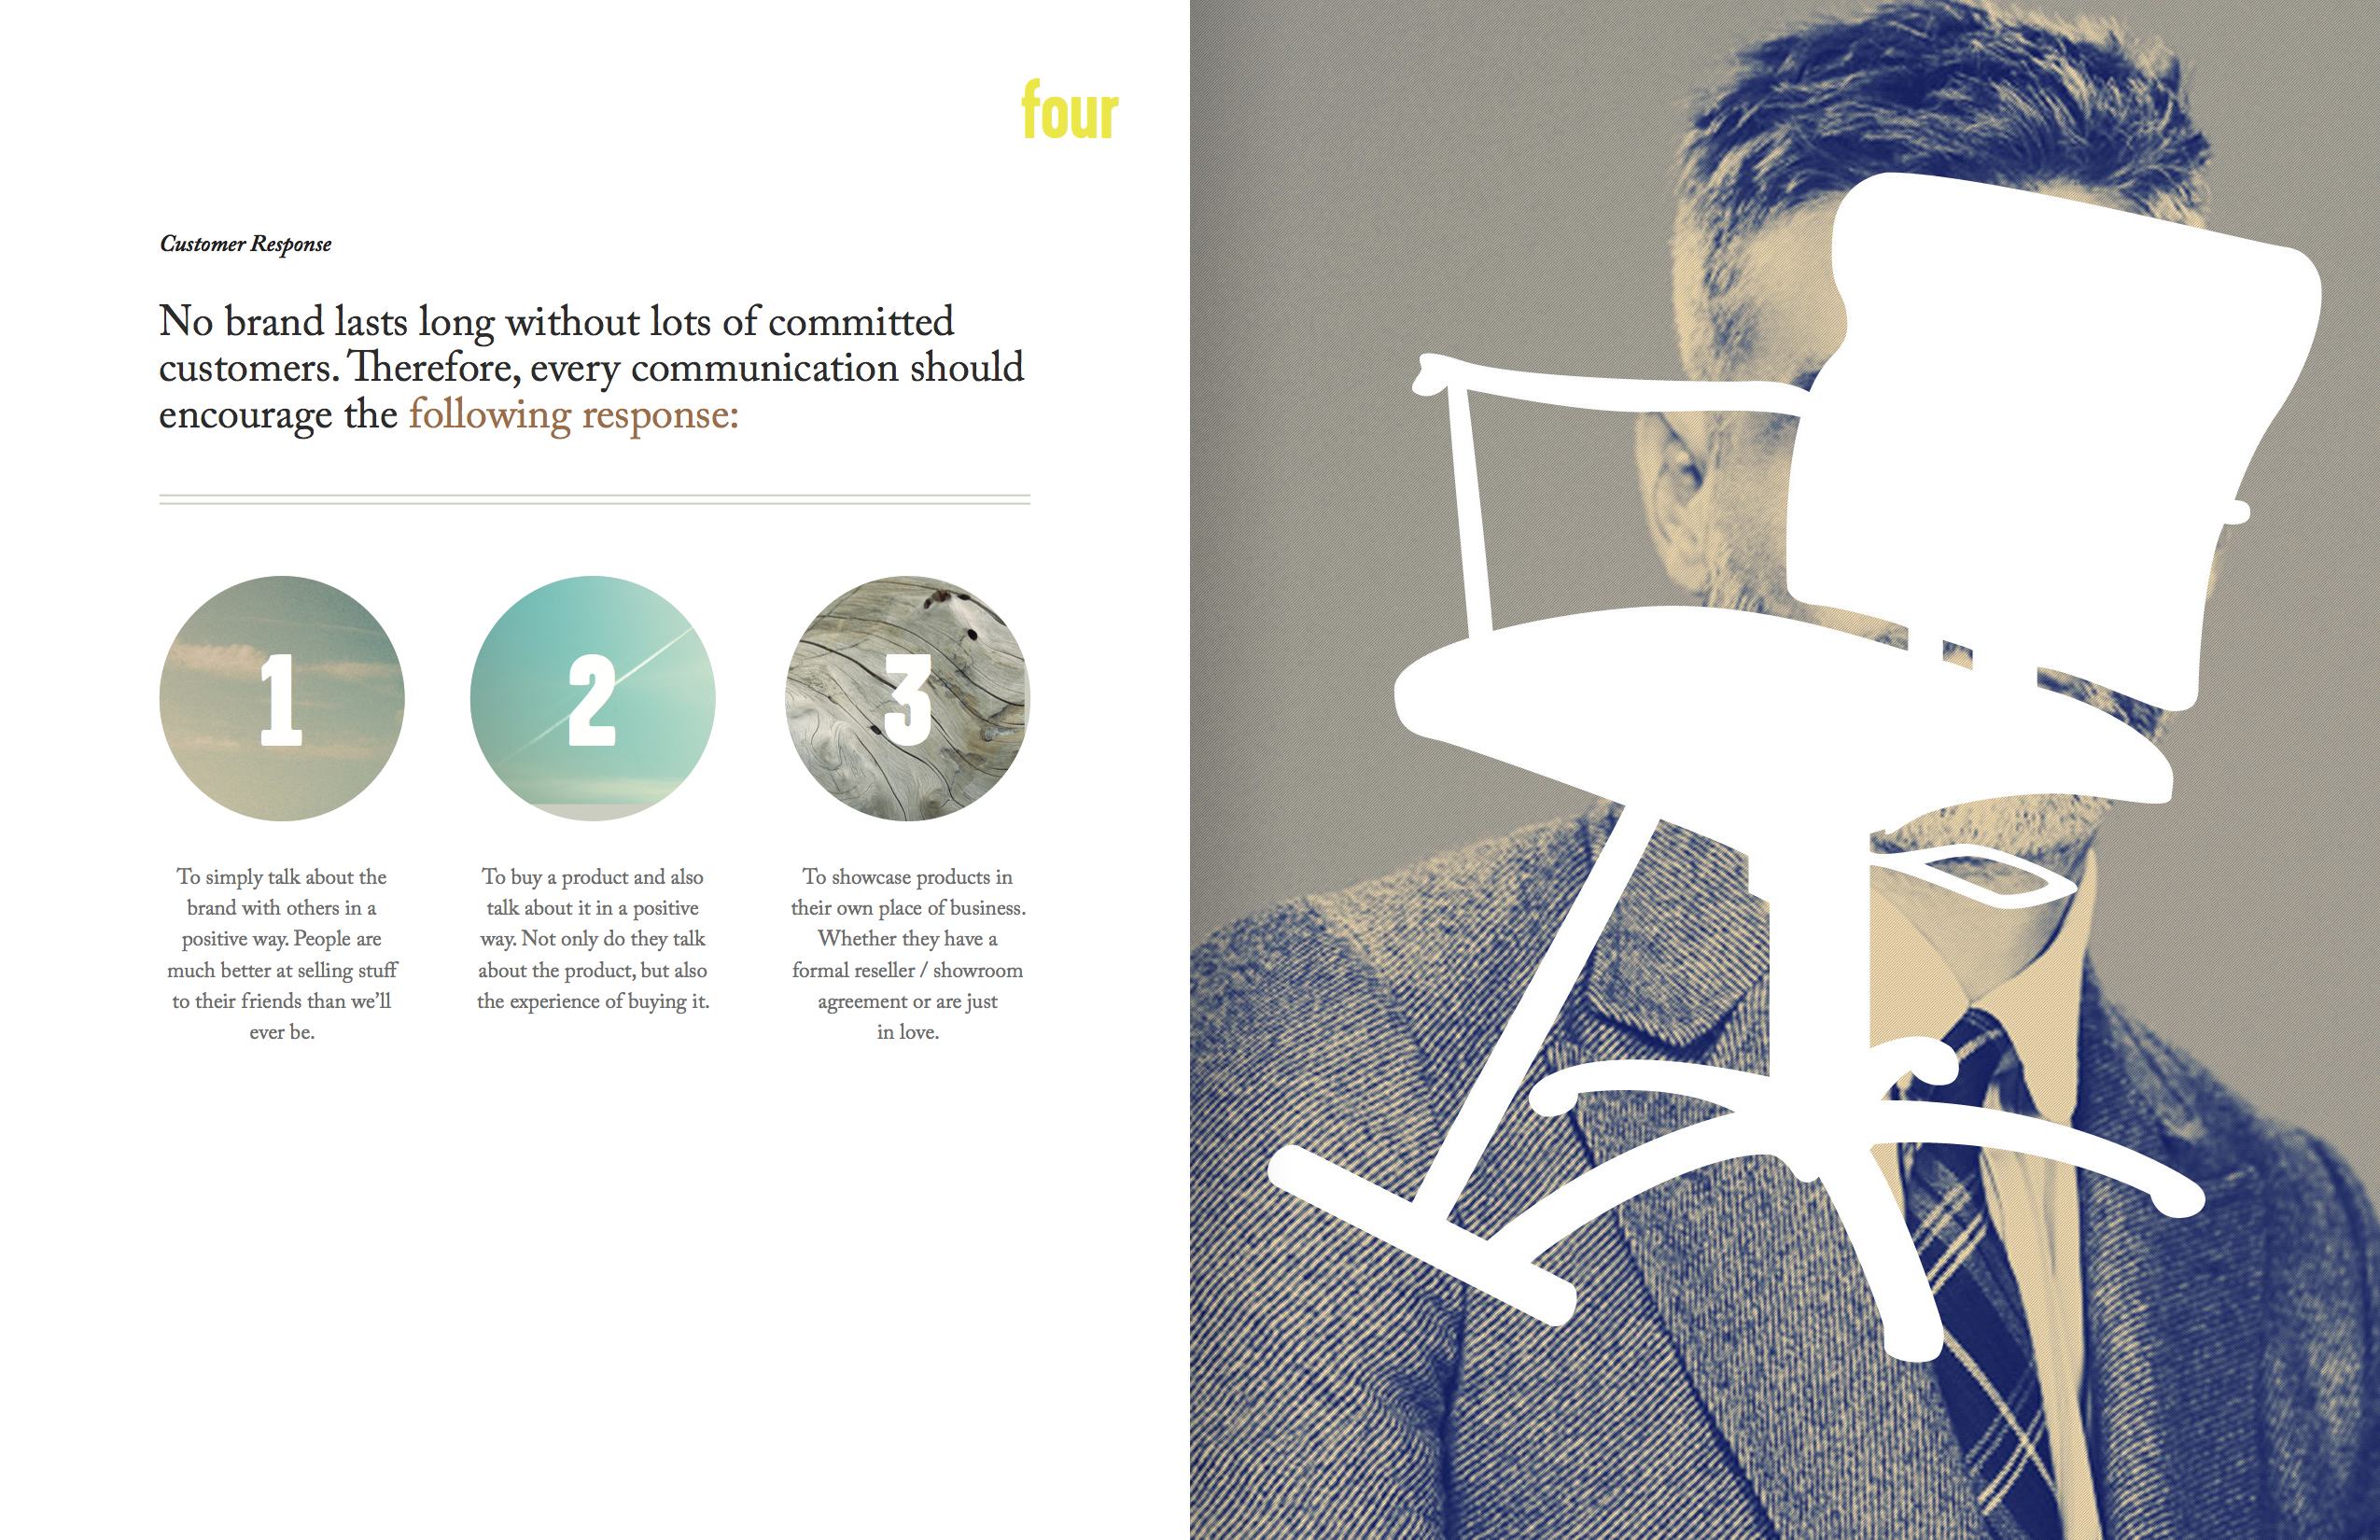 four
Customer Response
No brand lasts long without lots of committed
customers. Therefore, every communication should
encourage the following response:
1
2
3
To simply talk about the
brand with others in a
positive way. People are
much better at selling stuff
to their friends than we’ll
ever be.
To buy a product and also
talk about it in a positive
way. Not only do they talk
about the product, but also
the experience of buying it.
To showcase products in
their own place of business.
Whether they have a
formal reseller / showroom
agreement or are just
in love.